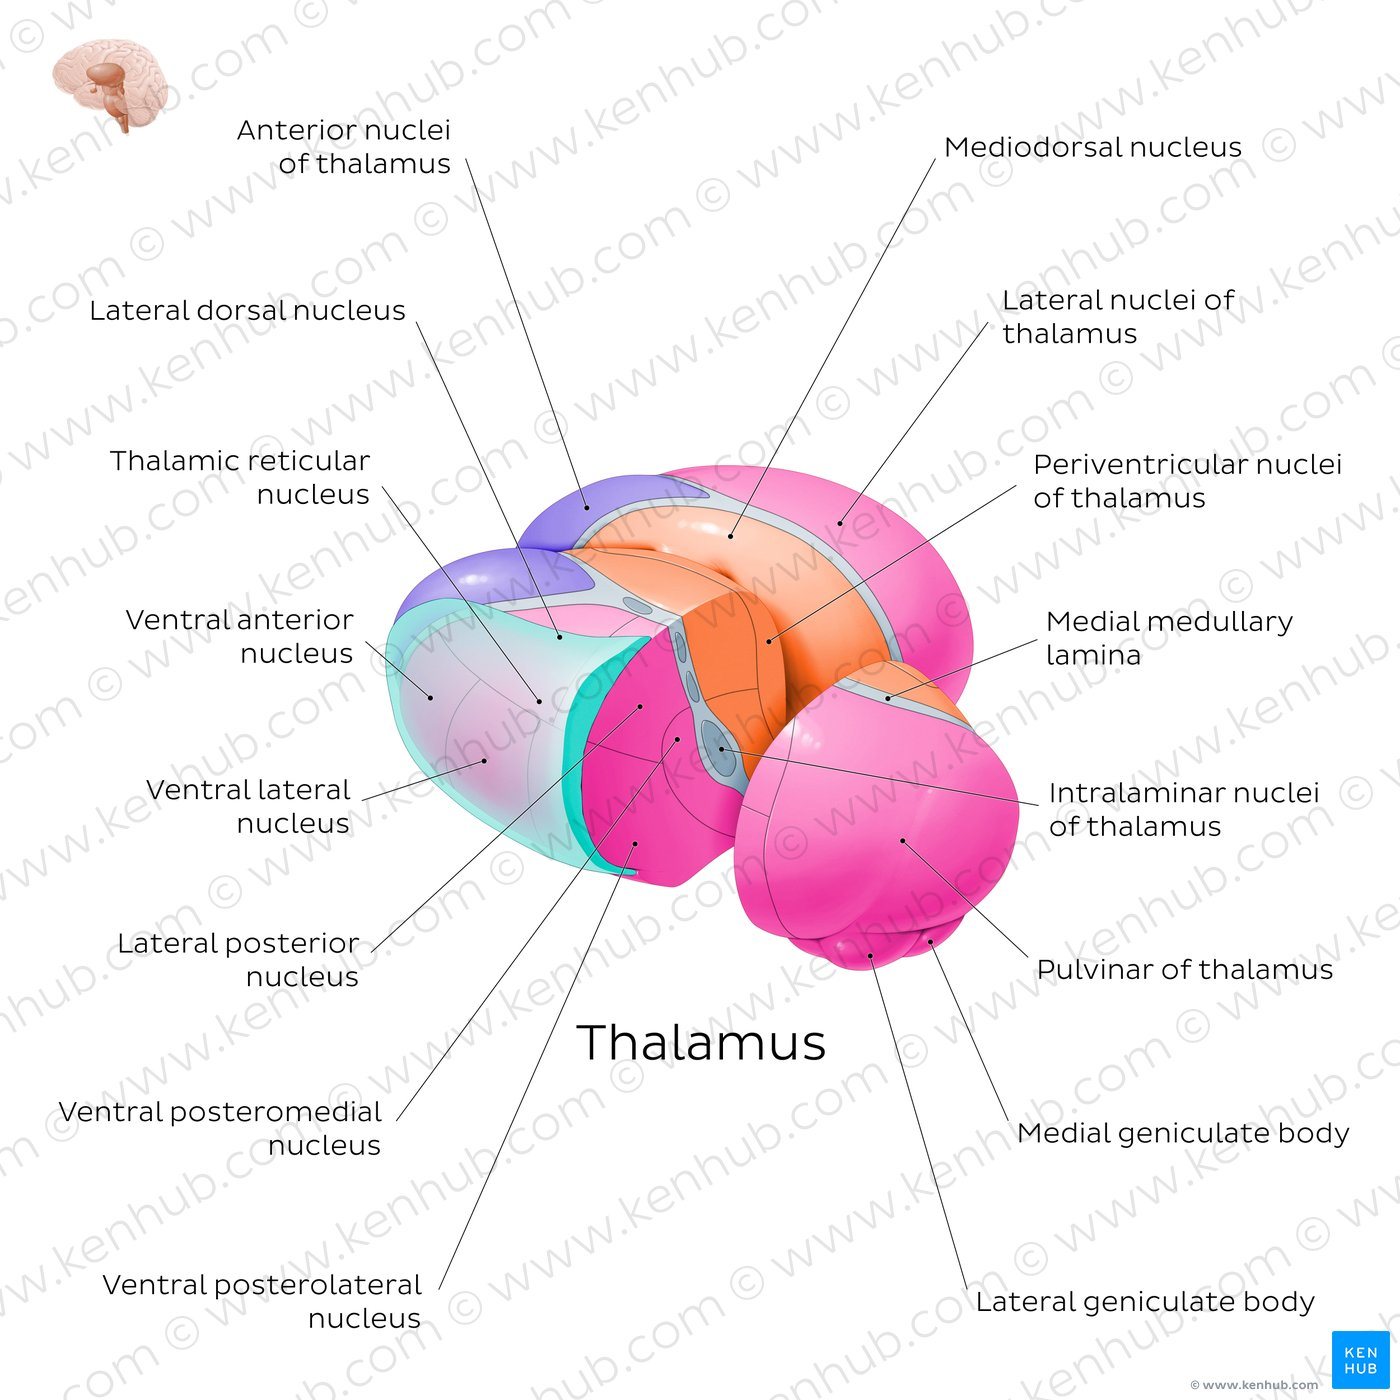 Anterior nuclei
of thalamus
Mediodorsal nucleus
Lateral dorsal nucleus
Lateral nuclei of
thalamus
Thalamic reticular
nucleus
Periventricular nuclei
of thalamus
Ventral anterior
nucleus
Medial medullary
lamina
Ventral lateral
nucleus
Intralaminar nuclei
of thalamus
Lateral posterior
nucleus
Pulvinar of thalamus
Thalamus
Ventral posteromedial
nucleus
Medial geniculate body
Ventral posterolateral
nucleus
Lateral geniculate body
KEN
HUB
© www.kenhub.com